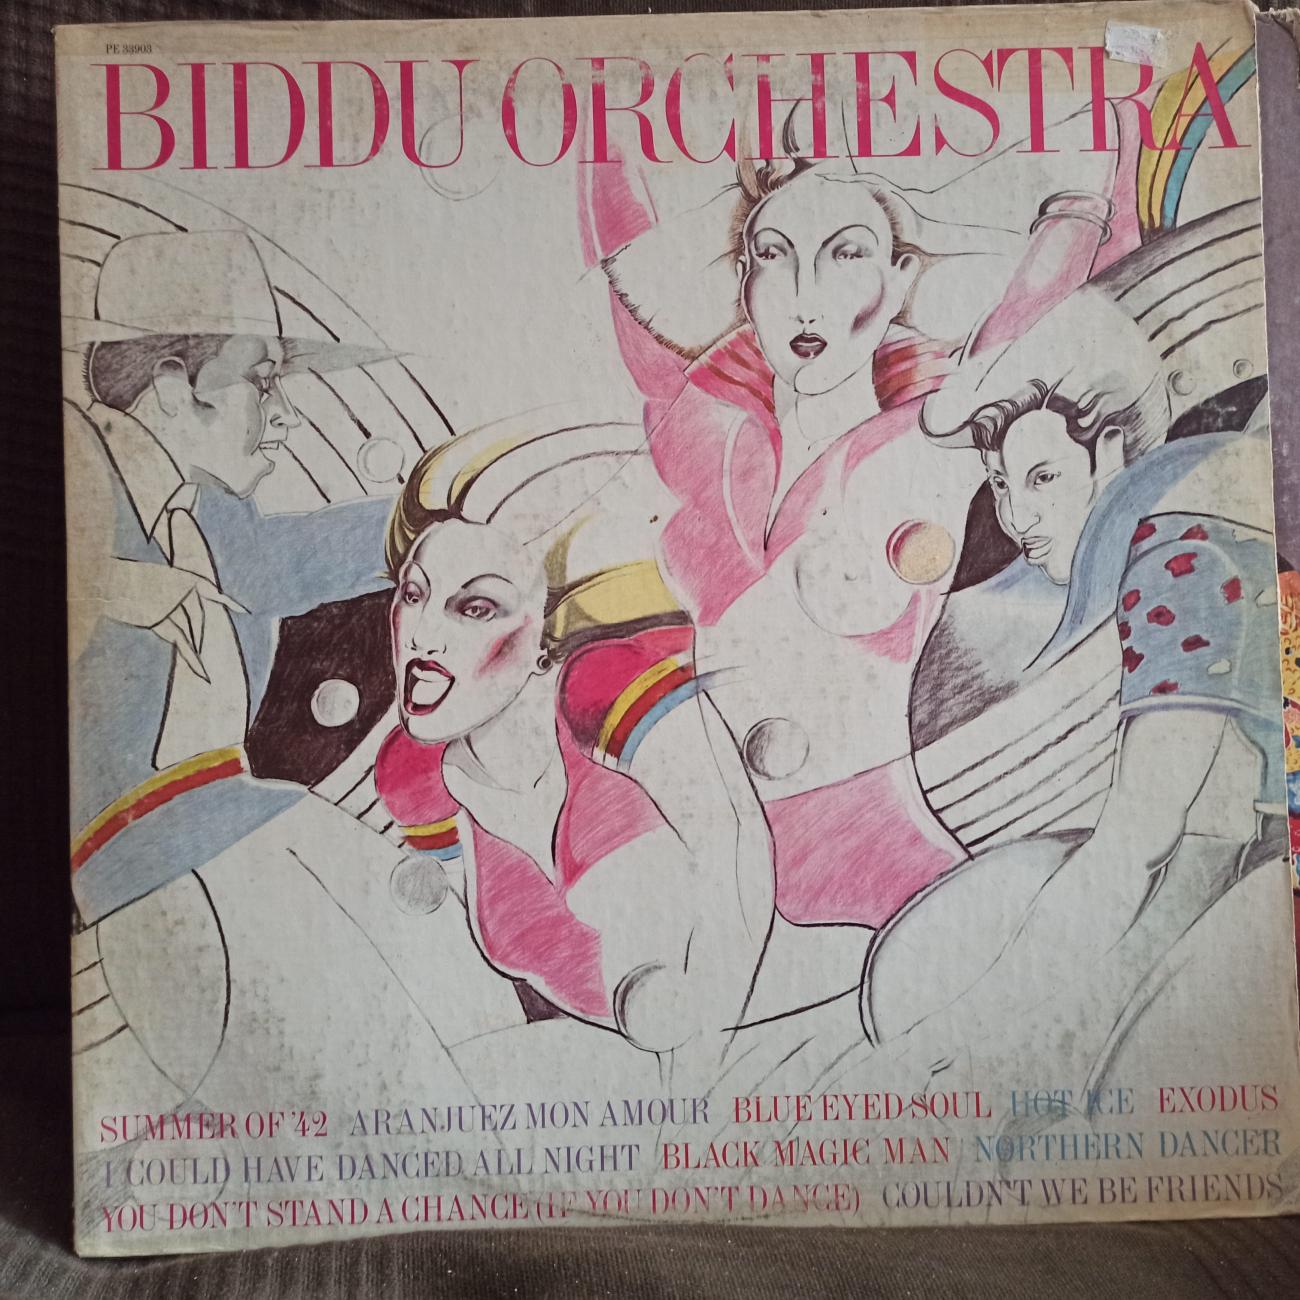 PE 33903
BIDDU ORCHESTRA
SUMMER OF '42 ARANJUEZ MON AMOUR BLUE EYED SOUL HOT ICE EXODUS
I COULD HAVE DANCED ALL NIGHT BLACK MAGIC MAN NORTHERN DANCER
YOU DON'T STAND A CHANCE (IF YOU DON'T DANCE) COULDN'T WE BE FRIENDS